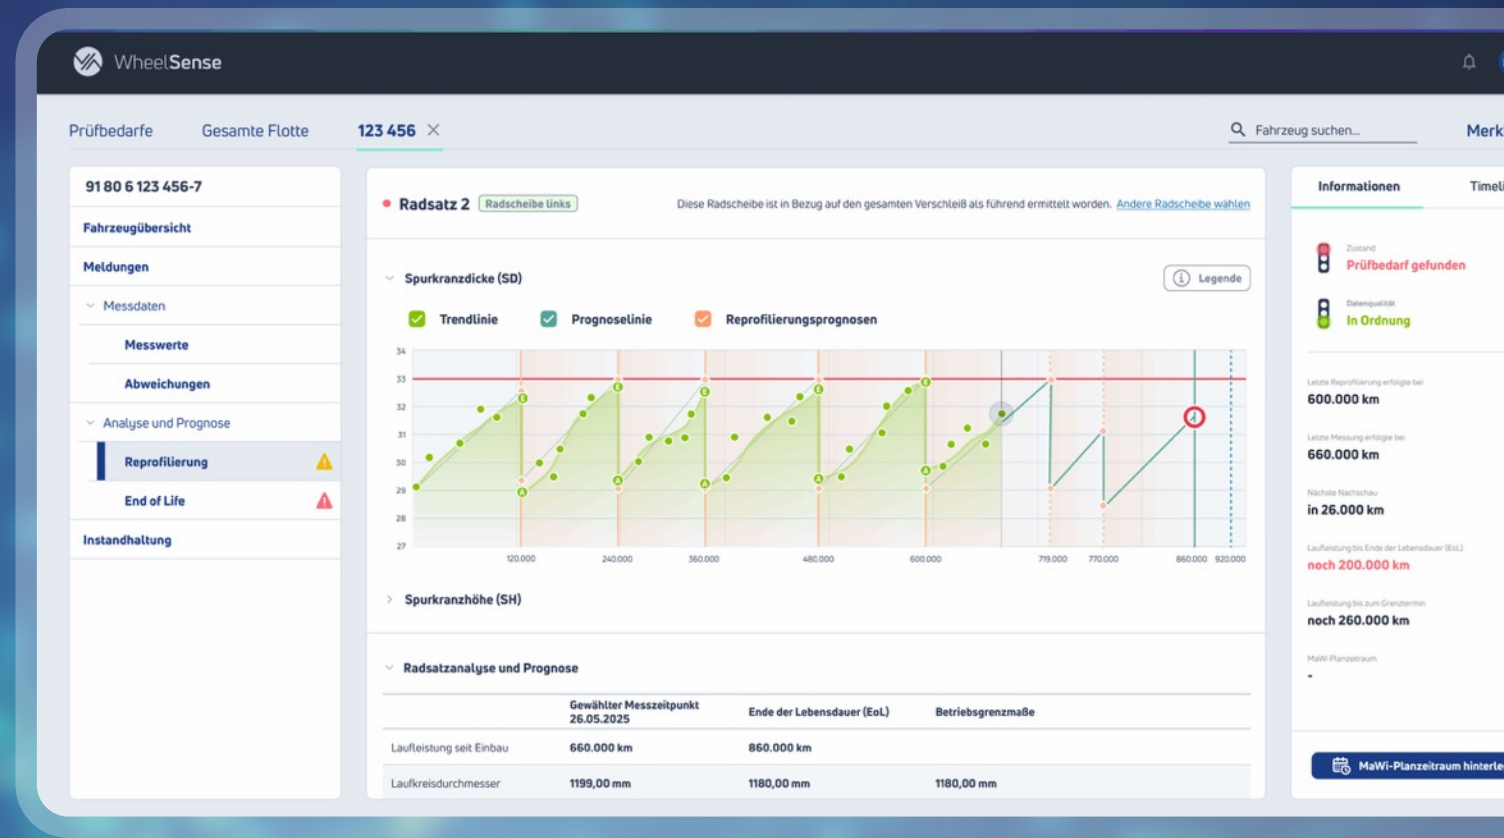 WheelSense
Prüfbedarfe
Gesamte Flotte
123 456
Fahrzeug suchen...
Merk
91 80 6 123 456-7
Fahrzeugübersicht
Meldungen
Messdaten
Messwerte
Abweichungen
Analyse und Prognose
Reprofilierung
End of Life
Instandhaltung
Radsatz 2
Radscheibe links
Diese Radscheibe ist in Bezug auf den gesamten Verschleiß als führend ermittelt worden. Andere Radscheibe wählen
Spurkranzdicke (SD)
Legende
Trendlinie
Prognoselinie
Reprofilierungsprognosen
34
33
32
31
30
29
28
27
E
E
E
E
E
A
A
A
A
A
120.000
240.000
360.000
480.000
600.000
719.000
770.000
860.000
920.000
Spurkranzhöhe (SH)
Radsatzanalyse und Prognose
Gewählter Messzeitpunkt
26.05.2025
Ende der Lebensdauer (EoL)
Betriebsgrenzmaße
Laufleistung seit Einbau
660.000 km
860.000 km
Laufkreisdurchmesser
1199,00 mm
1180,00 mm
1180,00 mm
Informationen
Timeli
Zustand
Prüfbedarf gefunden
Datenqualität
In Ordnung
Letzte Reprofilierung erfolgte bei
600.000 km
Letzte Messung erfolgte bei
660.000 km
Nächste Nachschau
in 26.000 km
Laufleistung bis Ende der Lebensdauer (EoL)
noch 200.000 km
Laufleistung bis zum Grenztermin
noch 260.000 km
MaWi Planzeitraum
-
MaWi-Planzeitraum hinterle